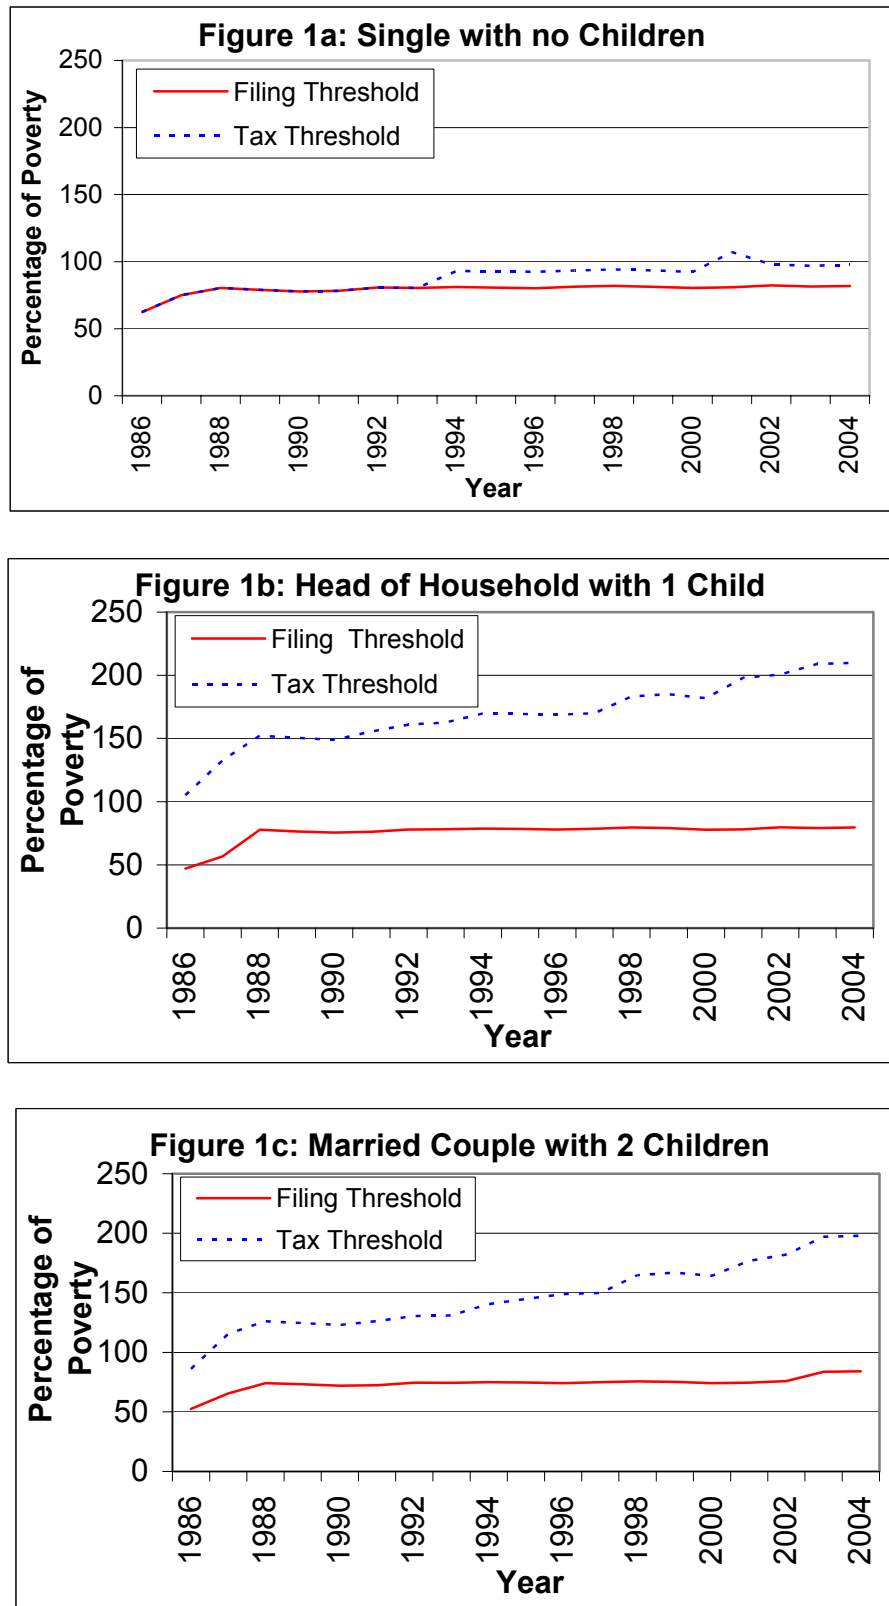 Figure 1a: Single with no Children
250
200
150
100
50
0
Percentage of Poverty
Filing Threshold
Tax Threshold
1986
1988
1990
1992
1994
1996
1998
2000
2002
2004
Year
Figure 1b: Head of Household with 1 Child
250
200
150
100
50
0
Percentage of
Poverty
Filing Threshold
Tax Threshold
1986
1988
1990
1992
1994
1996
1998
2000
2002
2004
Year
Figure 1c: Married Couple with 2 Children
250
200
150
100
50
0
Percentage of
Poverty
Filing Threshold
Tax Threshold
1986
1988
1990
1992
1994
1996
1998
2000
2002
2004
Year